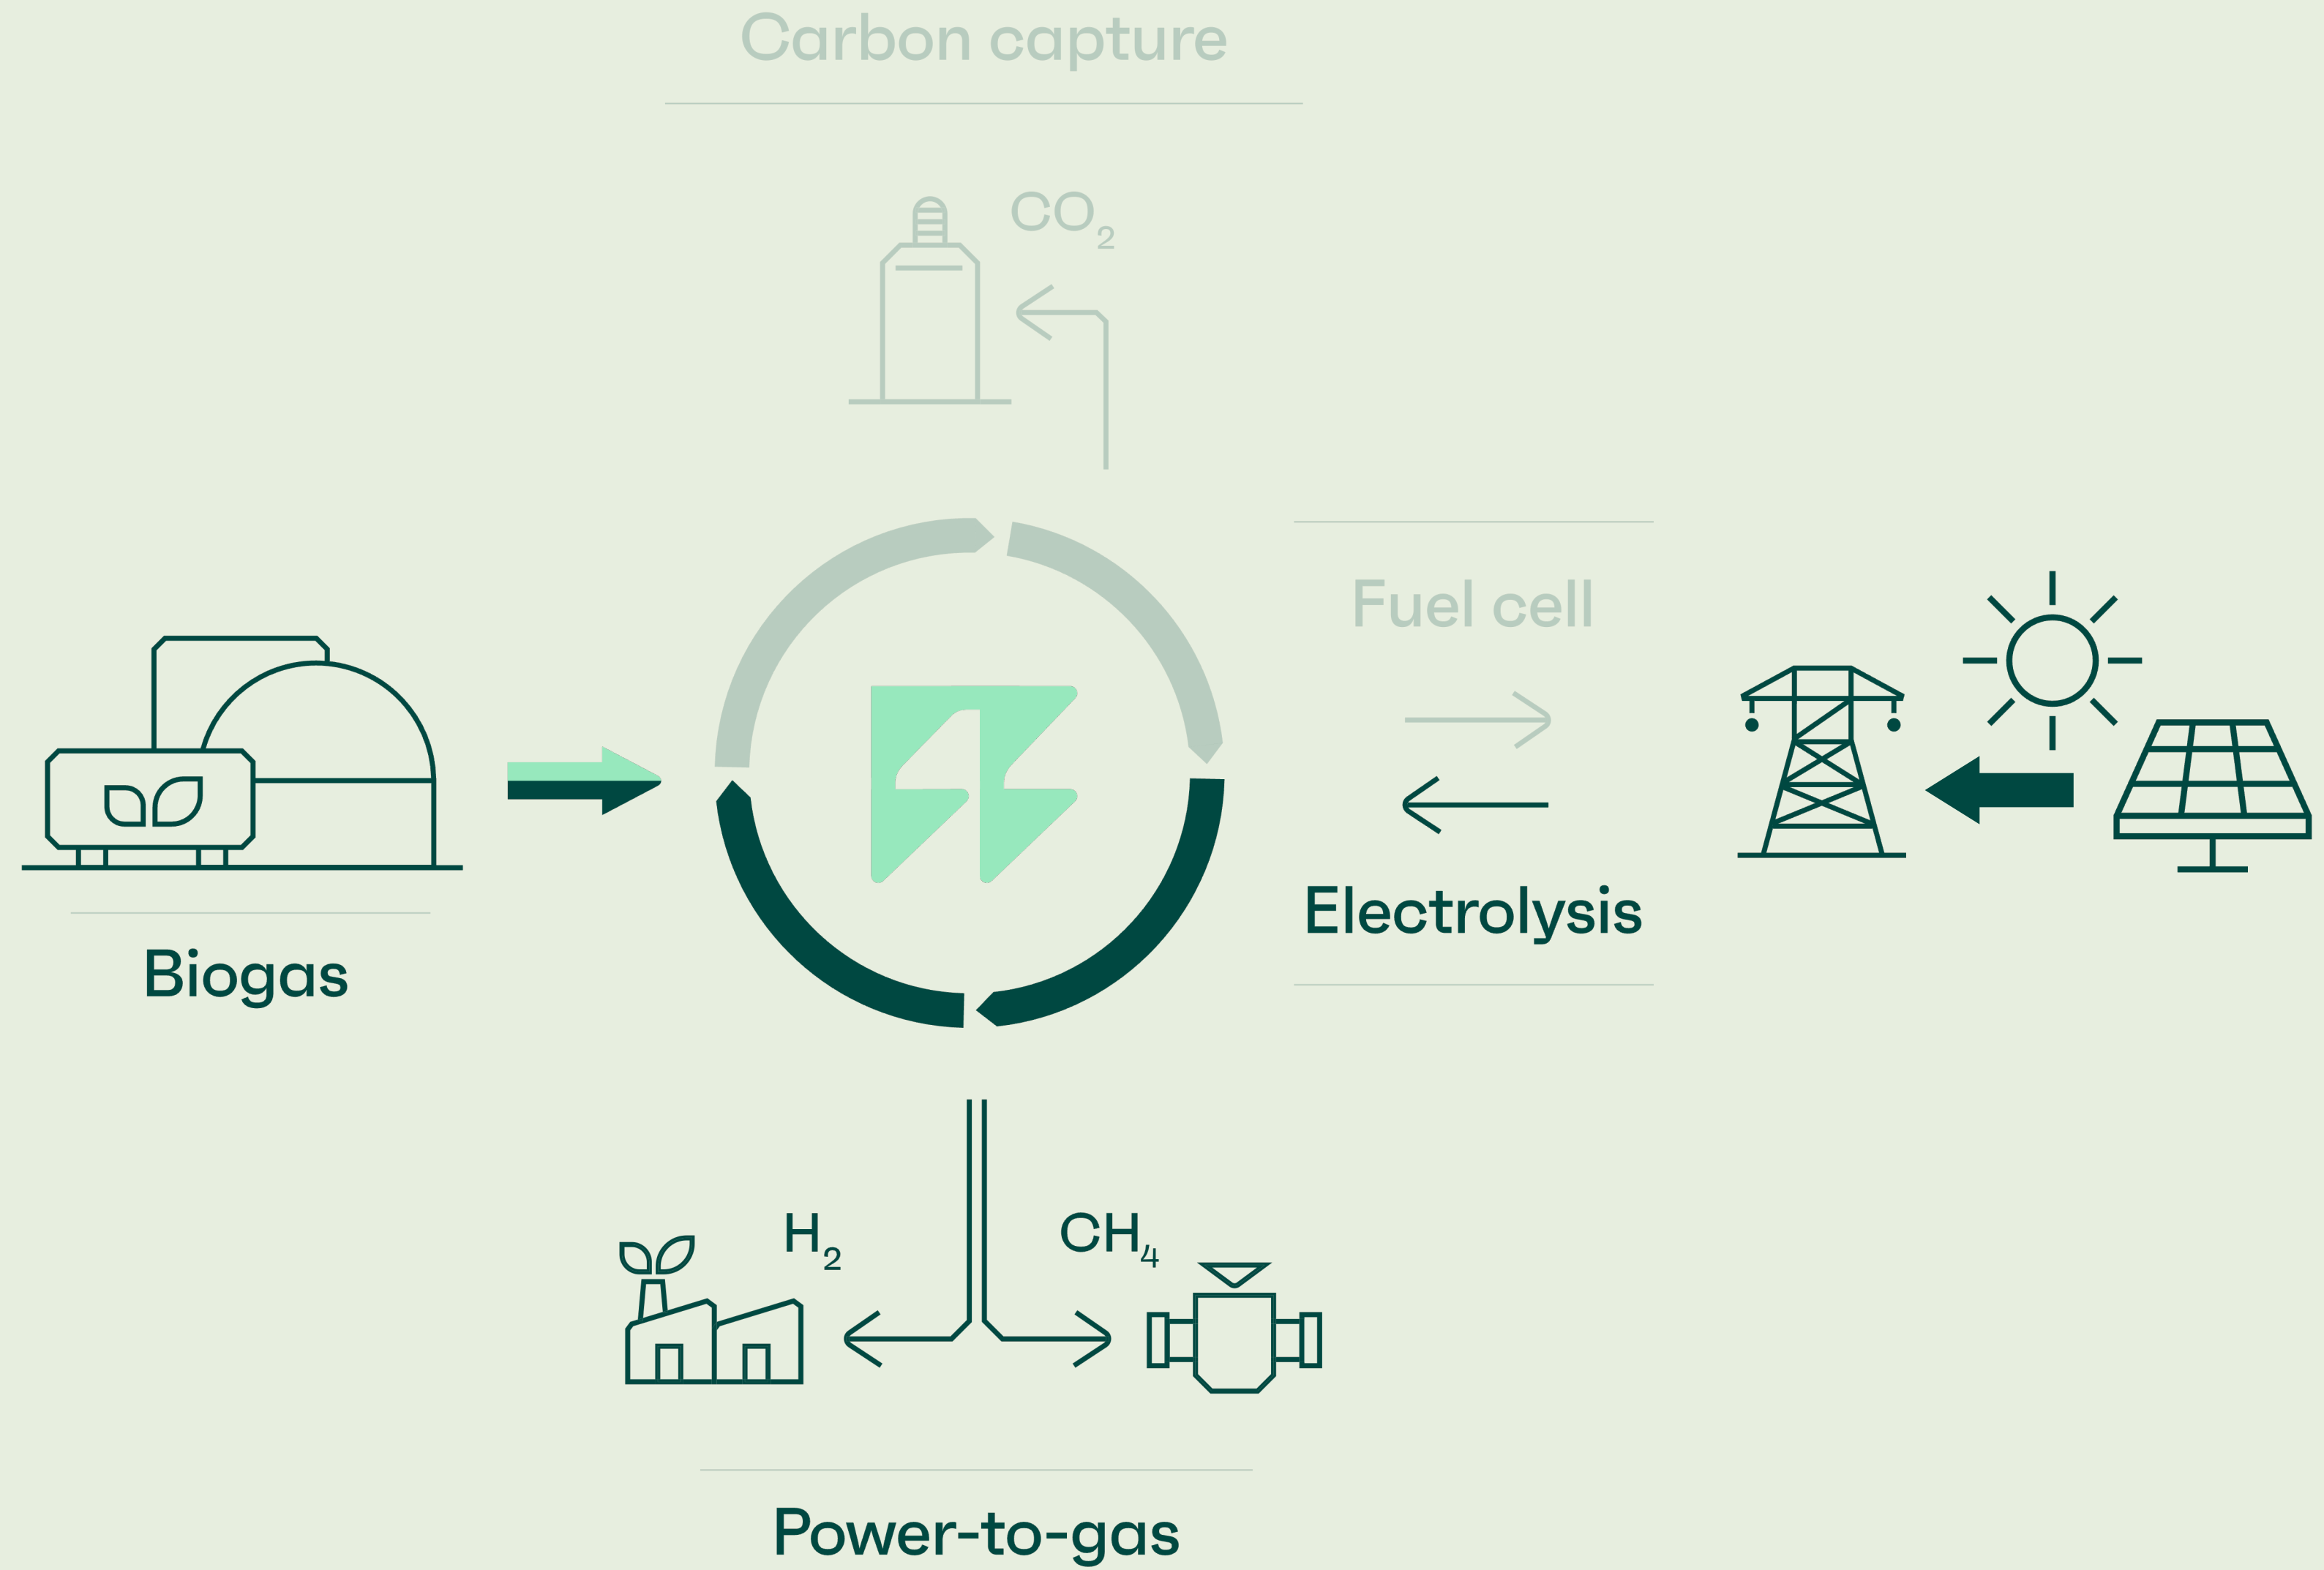 Carbon capture
CO₂
Fuel cell
Electrolysis
Biogas
H₂
CH₄
Power-to-gas